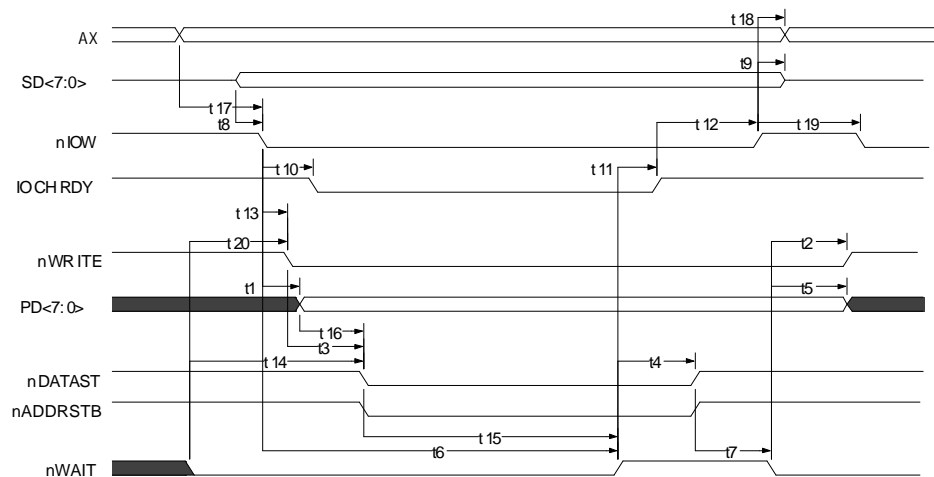 t18
AX
t9
SD<7:0>
t17
t8
t12
t19
nIOW
t10
t11
IOCHRDY
t13
t20
t2
nWRITE
t1
t5
PD<7:0>
t16
t3
t14
t4
nDATAST
nADDRSTB
t15
t6
t7
nWAIT